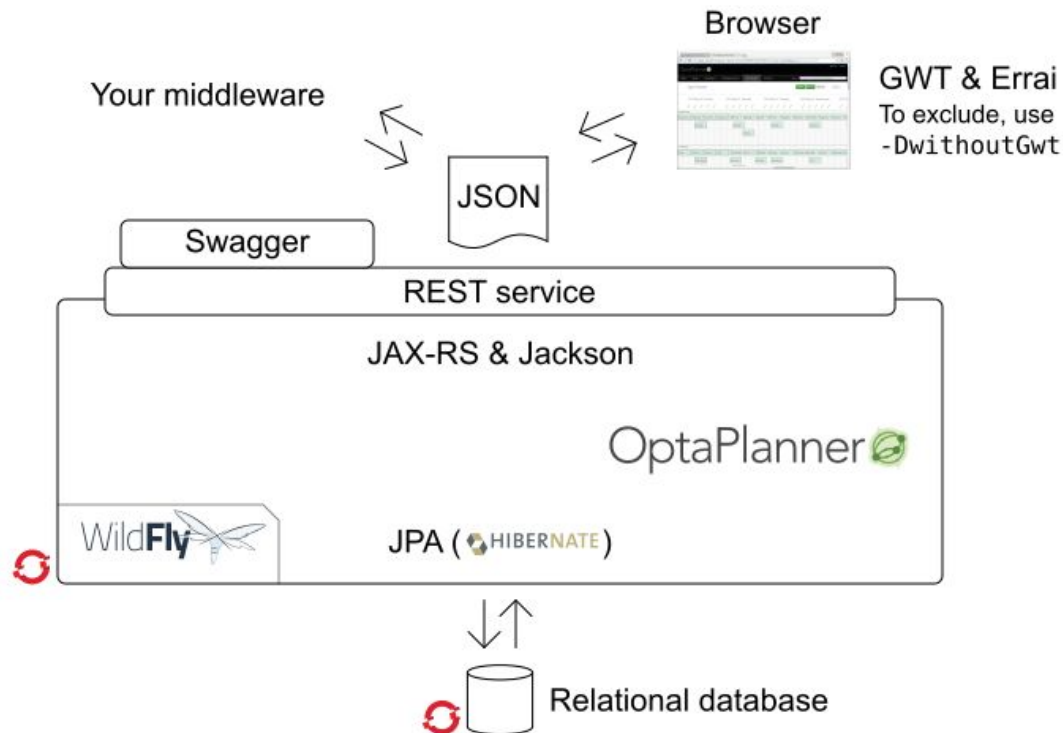 Browser
GWT & Errai
To exclude, use
-DwithoutGwt
Your middleware
JSON
Swagger
REST service
JAX-RS & Jackson
OptaPlanner
WildFly
JPA ( HIBERNATE )
Relational database